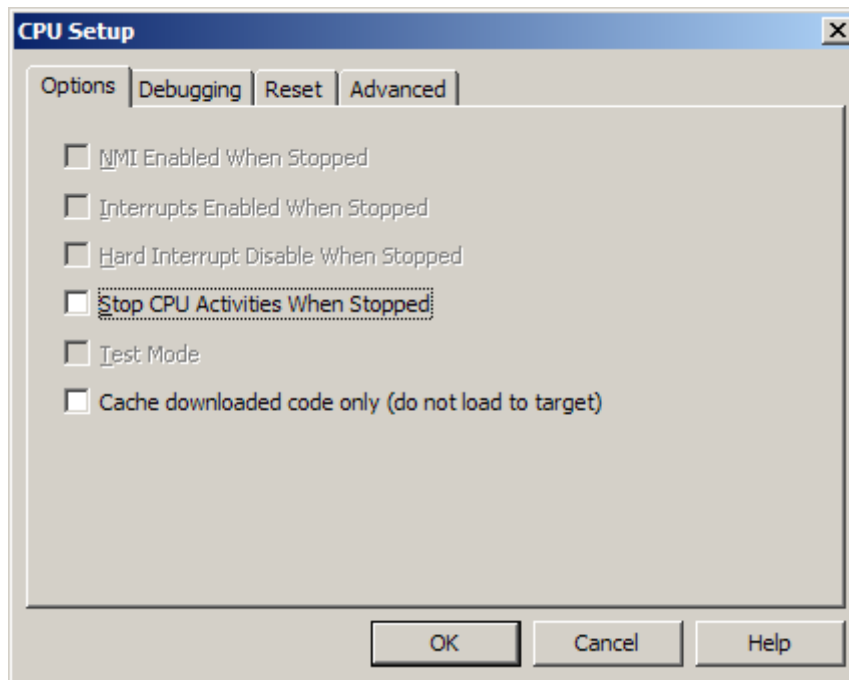 CPU Setup
Options Debugging Reset Advanced
NMI Enabled When Stopped
Interrupts Enabled When Stopped
Hard Interrupt Disable When Stopped
Stop CPU Activities When Stopped
Test Mode
Cache downloaded code only (do not load to target)
OK Cancel Help